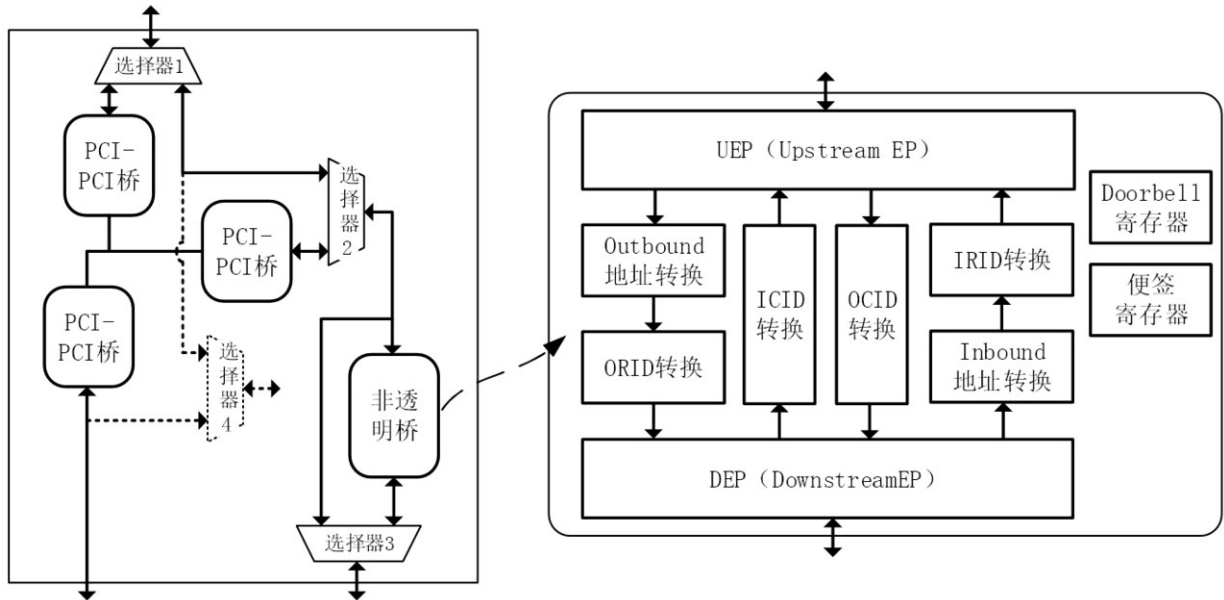 选择器1
PCI-
PCI桥
选
择
器
2
PCI-
PCI桥
PCI-
PCI桥
选
择
器
4
非透
明桥
选择器3
UEP（Upstream EP）
Outbound
地址转换
ORID转换
ICID
转换
OCID
转换
IRID转换
Inbound
地址转换
DEP（DownstreamEP）
Doorbell
寄存器
便签
寄存器